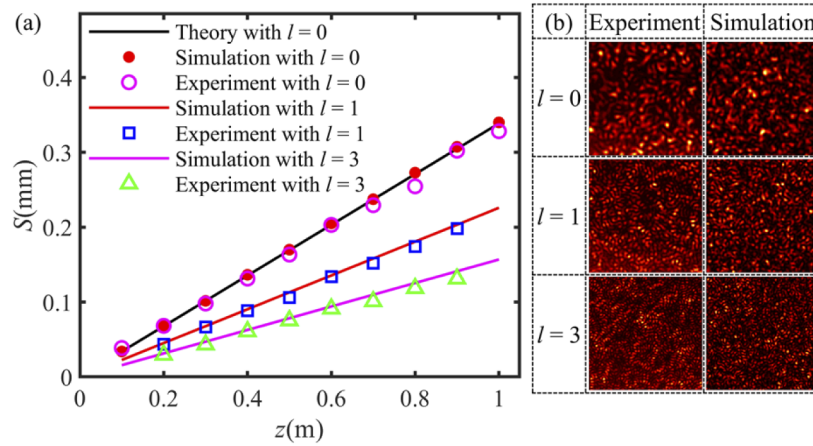 (a)
Theory with l = 0
Simulation with l = 0
Experiment with l = 0
Simulation with l = 1
Experiment with l = 1
Simulation with l = 3
Experiment with l = 3
0.4
0.3
0.2
0.1
0
S(mm)
0 0.2 0.4 0.6 0.8 1
z(m)
(b) Experiment Simulation
l = 0
l = 1
l = 3